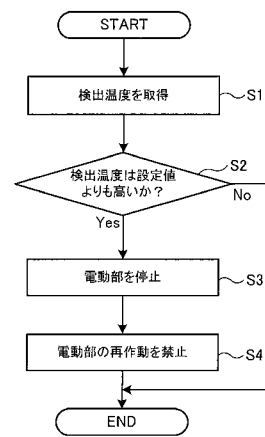 START
検出温度を取得
S1
検出温度は設定値
よりも高いか？
S2
No
Yes
電動部を停止
S3
電動部の再作動を禁止
S4
END